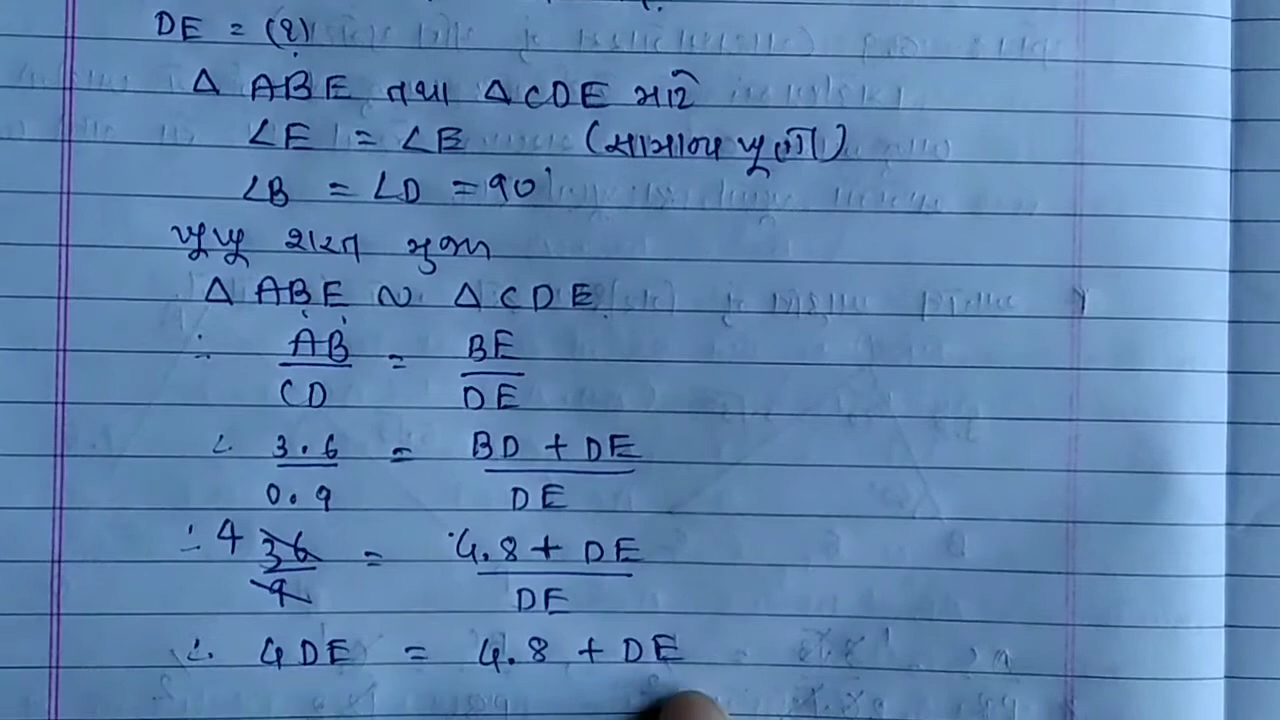 DE = (?)
Δ ABE તથા Δ CDE માટે
∠E = ∠E (સામાન્ય ખૂણો)
∠B = ∠D = 90
ખૂખૂ શરત મુજબ
Δ ABE ~ Δ CDE
∴ AB/CD = BE/DE
∴ 3.6/0.9 = BD + DE/DE
∴ 4 36/9 = 4.8 + DE/DE
∴ 4DE = 4.8 + DE